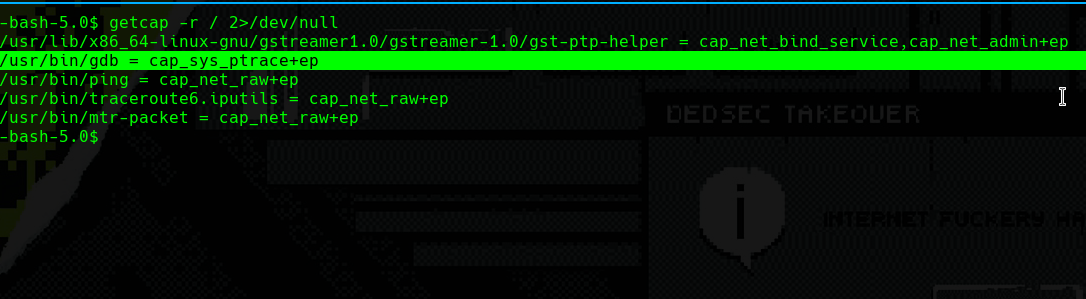 -bash-5.0$ getcap -r / 2>/dev/null
/usr/lib/x86_64-linux-gnu/gstreamer1.0/gstreamer-1.0/gst-ptp-helper = cap_net_bind_service,cap_net_admin+ep
/usr/bin/gdb = cap_sys_ptrace+ep
/usr/bin/ping = cap_net_raw+ep
/usr/bin/traceroute6.iputils = cap_net_raw+ep
/usr/bin/mtr-packet = cap_net_raw+ep
-bash-5.0$
DEDSEC TAKEOVER
i
INTERNET FUCKERY HA